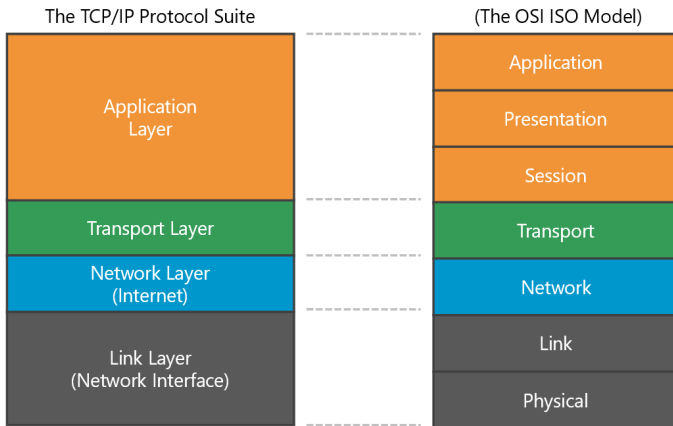 The TCP/IP Protocol Suite
(The OSI ISO Model)
Application
Layer
Transport Layer
Network Layer
(Internet)
Link Layer
(Network Interface)
Application
Presentation
Session
Transport
Network
Link
Physical